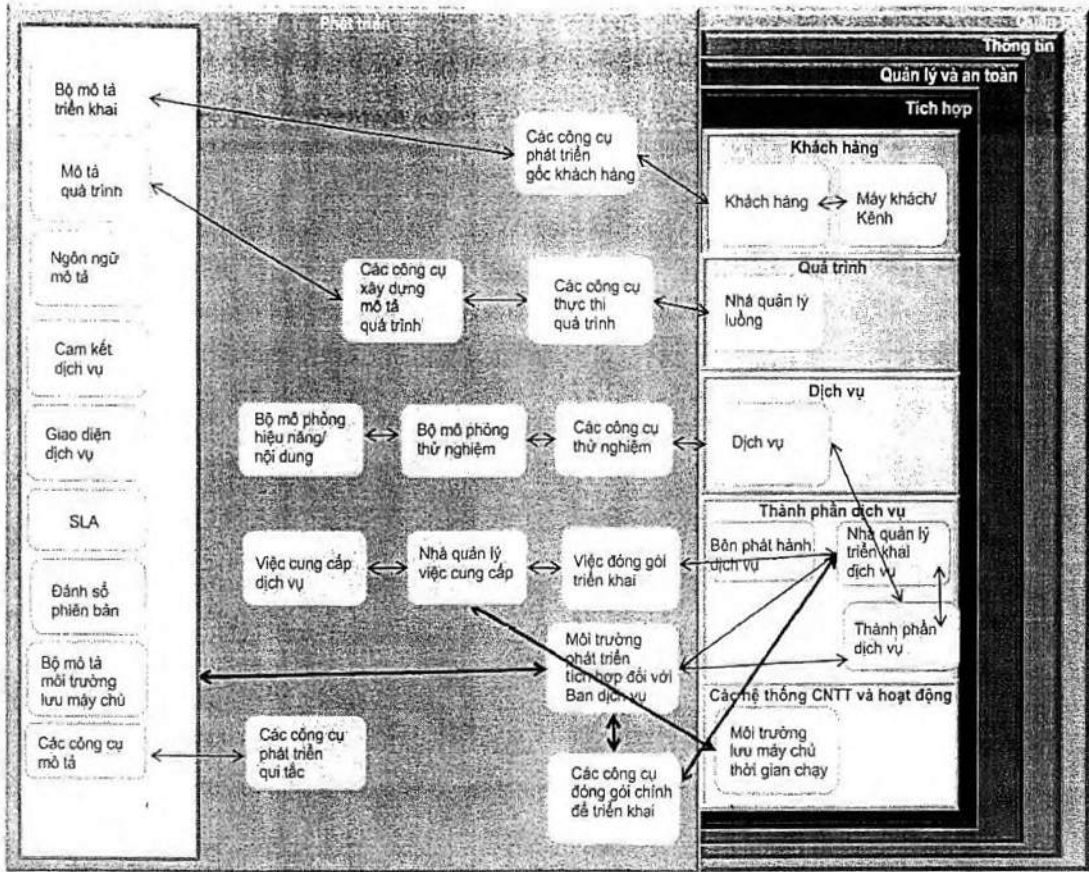 Phát triển
Thông tin
Quản lý và an toàn
Tích hợp
Bộ mô tả
triển khai
Mô tả
quá trình
Ngôn ngữ
mô tả
Cam kết
dịch vụ
Giao diện
dịch vụ
SLA
Đánh số
phiên bản
Bộ mô tả
môi trường
lưu máy chủ
Các công cụ
mô tả
Các công cụ
phát triển
gốc khách hàng
Các công cụ
xây dựng
mô tả
quá trình
Các công cụ
thực thi
quá trình
Bộ mô phỏng
hiệu năng/
nội dung
Bộ mô phỏng
thử nghiệm
Các công cụ
thử nghiệm
Việc cung cấp
dịch vụ
Nhà quản lý
việc cung cấp
Việc đóng gói
triển khai
Môi trường
phát triển
tích hợp đối với
Ban dịch vụ
Các công cụ
phát triển
qui tắc
Các công cụ
đóng gói chính
để triển khai
Khách hàng
Khách hàng
Máy khách/
Kênh
Quá trình
Nhà quản lý
luồng
Dịch vụ
Dịch vụ
Thành phần dịch vụ
Bên phát hành
dịch vụ
Nhà quản lý
triển khai
dịch vụ
Thành phần
dịch vụ
Các hệ thống CNTT và hoạt động
Môi trường
lưu máy chủ
thời gian chạy